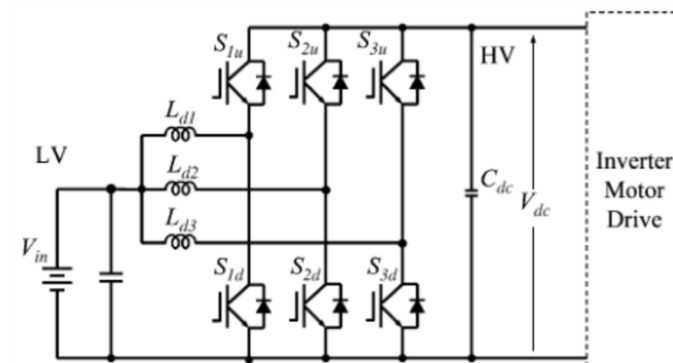 S1u
S2u
S3u
HV
Ld1
LV
Ld2
Ld3
Cdc
Vdc
Inverter
Motor
Drive
Vin
S1d
S2d
S3d